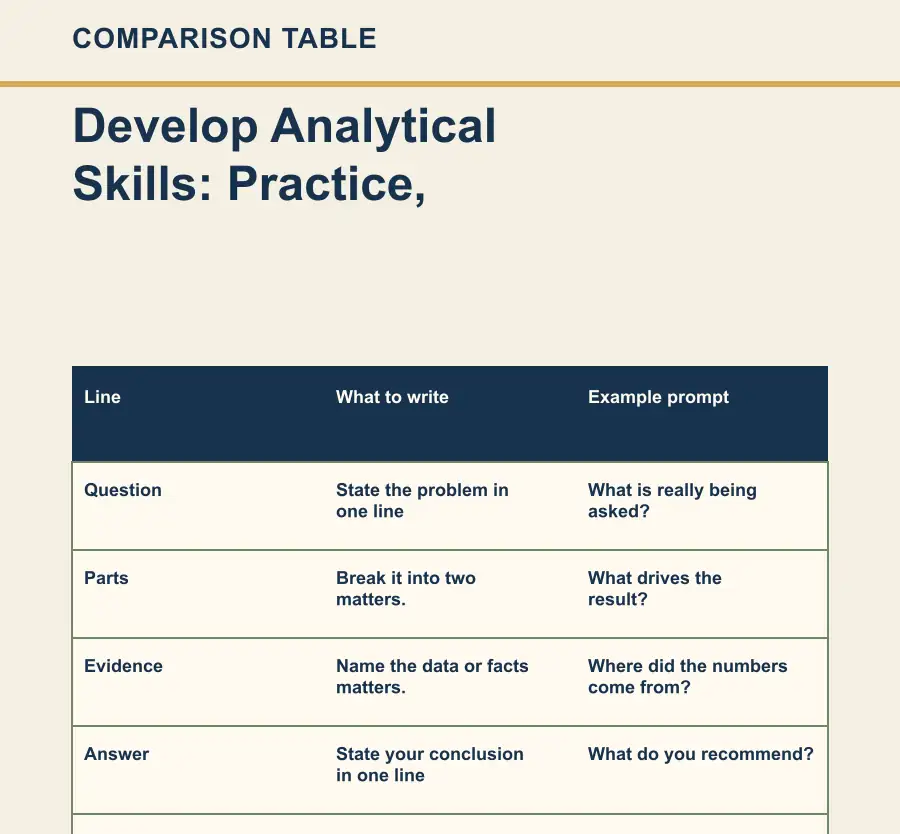 COMPARISON TABLE
Develop Analytical
Skills: Practice,
Line
What to write
Example prompt
Question
State the problem in
one line
What is really being
asked?
Parts
Break it into two
matters.
What drives the
result?
Evidence
Name the data or facts
matters.
Where did the numbers
come from?
Answer
State your conclusion
in one line
What do you recommend?